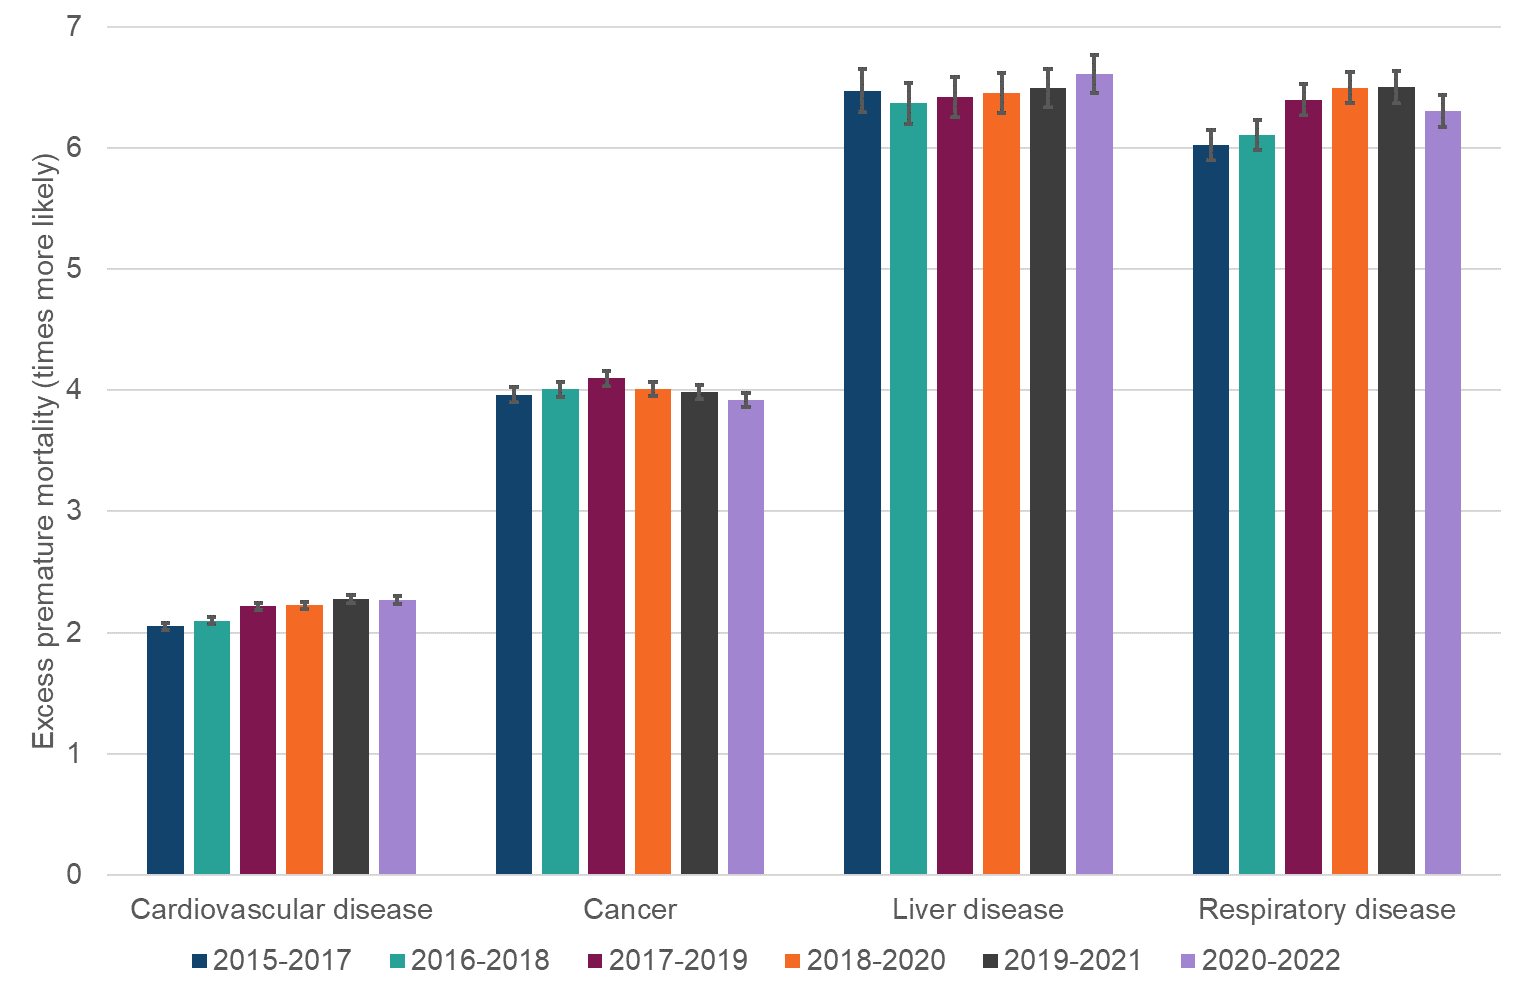 Excess premature mortality (times more likely)
7
6
5
4
3
2
1
0
Cardiovascular disease
Cancer
Liver disease
Respiratory disease
2015-2017
2016-2018
2017-2019
2018-2020
2019-2021
2020-2022